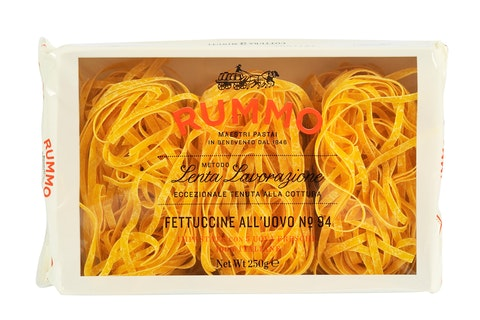 RUMMO
MAESTRI PASTAI
IN BENEVENTO DAL 1846
METODO
Lenta Lavorazione
ECCEZIONALE TENUTA ALLA COTTURA
FETTUCCINE ALL'UOVO Nº 94
Net Wt 250g ℮
RUMMO